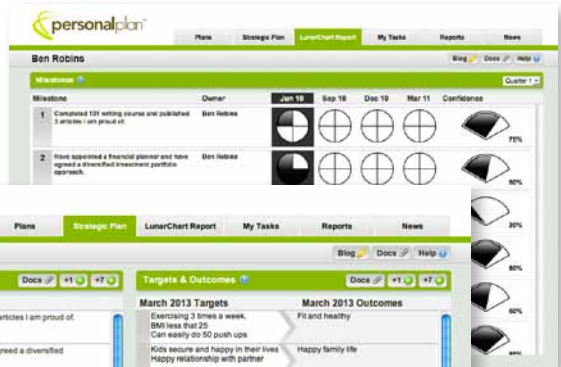 personalplan
Plans Strategic Plan LunarChart Report My Tasks Reports News
Ben Robins
Blog Docs Help
Milestones
Quarter 1
Milestone Owner Jun 10 Sep 10 Dec 10 Mar 11 Confidence
1 Completed 101 writing course and published Ben Robins
3 articles I am proud of.
75%
2 Have appointed a financial planner and have Ben Robins
agreed a diversified investment portfolio
approach.
90%
20%
Plans Strategic Plan LunarChart Report My Tasks Reports News
Blog Docs Help
80%
Docs +1 +7 Targets & Outcomes Docs +1 +7
March 2013 Targets March 2013 Outcomes
articles I am proud of. Exercising 3 times a week. Fit and healthy
BMI less that 25
60%
Can easily do 50 push ups
greed a diversified Kids secure and happy in their lives Happy family life
Happy relationship with partner